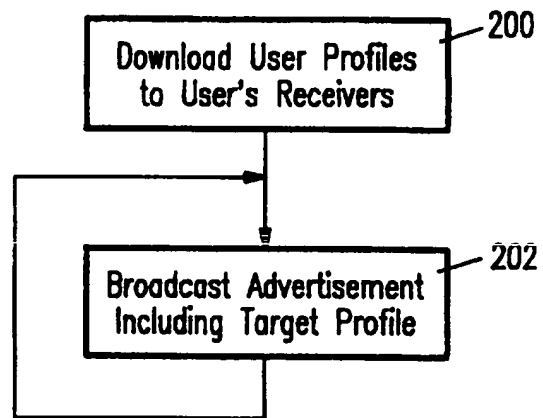 200
Download User Profiles
to User's Receivers
202
Broadcast Advertisement
Including Target Profile